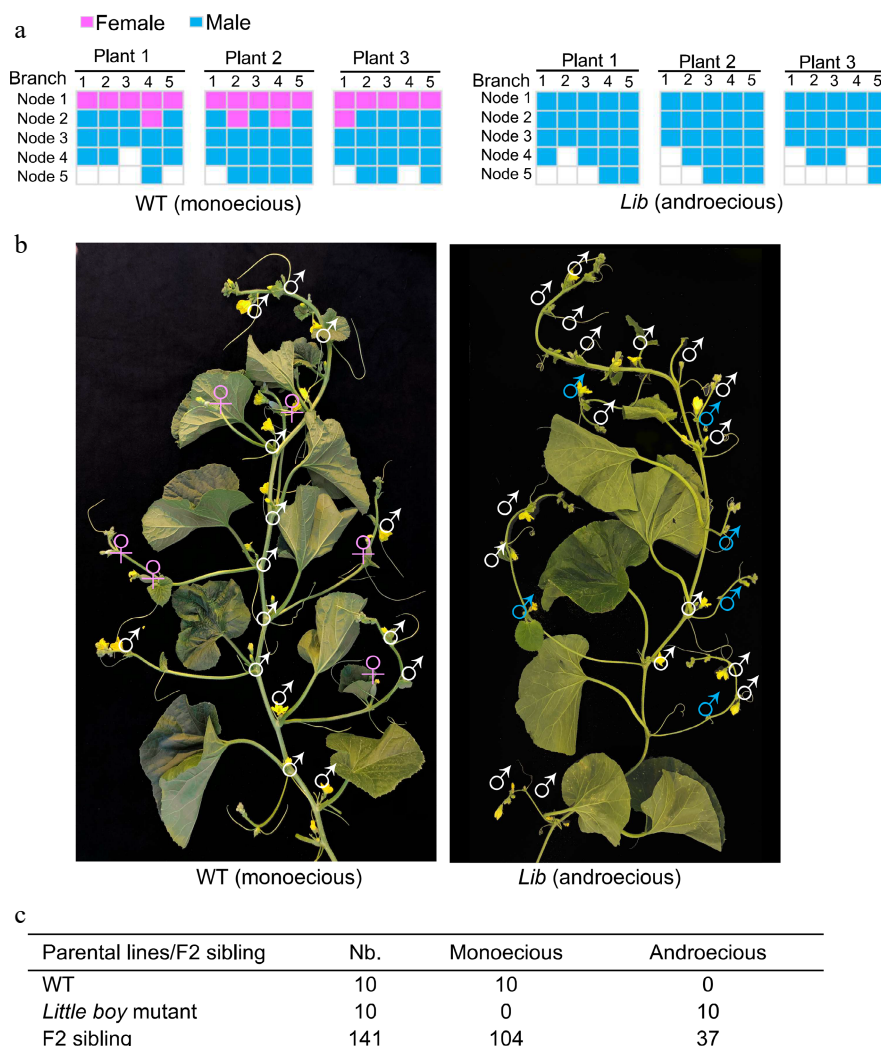 a
Female Male
Plant 1 Plant 2 Plant 3 Plant 1 Plant 2 Plant 3
Branch 1 2 3 4 5 1 2 3 4 5 1 2 3 4 5 Branch 1 2 3 4 5 1 2 3 4 5 1 2 3 4 5
Node 1 Node 1
Node 2 Node 2
Node 3 Node 3
Node 4 Node 4
Node 5 Node 5
WT (monoecious) Lib (androecious)
b
WT (monoecious) Lib (androecious)
c
Parental lines/F2 sibling Nb. Monoecious Androecious
WT 10 10 0
Little boy mutant 10 0 10
F2 sibling 141 104 37